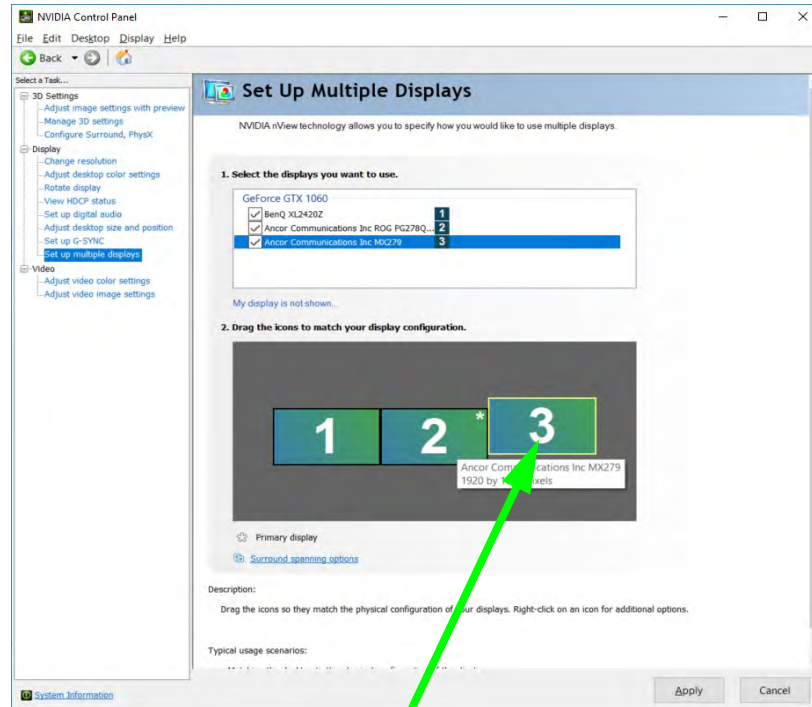 NVIDIA Control Panel
File Edit Desktop Display Help
Back
Select a Task...
3D Settings
Adjust image settings with preview
Manage 3D settings
Configure Surround, PhysX
Display
Change resolution
Adjust desktop color settings
Rotate display
View HDCP status
Set up digital audio
Adjust desktop size and position
Set up G-SYNC
Set up multiple displays
Video
Adjust video color settings
Adjust video image settings
System Information
Set Up Multiple Displays
NVIDIA nView technology allows you to specify how you would like to use multiple displays.
1. Select the displays you want to use.
GeForce GTX 1060
BenQ XL2420Z 1
Ancor Communications Inc ROG PG278Q... 2
Ancor Communications Inc MX279 3
My display is not shown...
2. Drag the icons to match your display configuration.
1 2 * 3
Ancor Communications Inc MX279
1920 by pixels
Primary display
Surround spanning options
Description:
Drag the icons so they match the physical configuration of your displays. Right-click on an icon for additional options.
Typical usage scenarios:
Apply Cancel